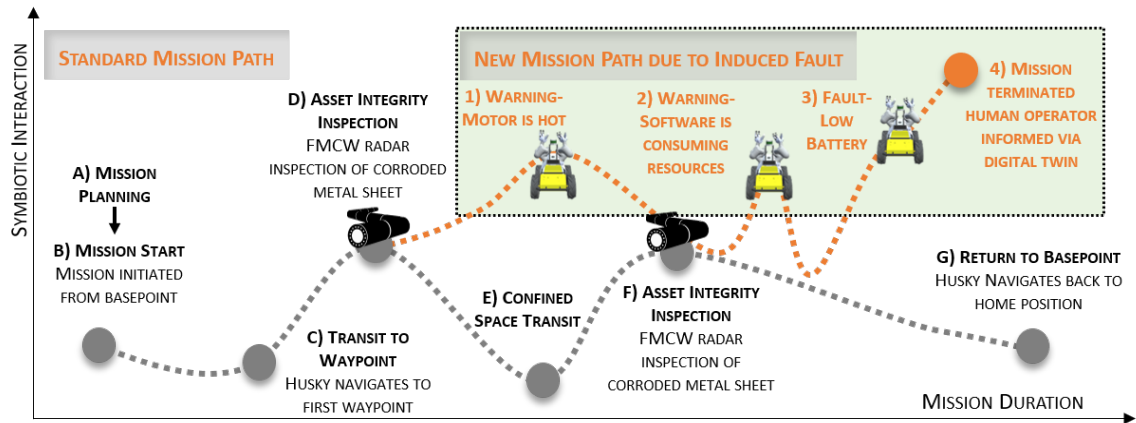 SYMBIOTIC INTERACTION
STANDARD MISSION PATH
NEW MISSION PATH DUE TO INDUCED FAULT
A) MISSION
PLANNING
B) MISSION START
MISSION INITIATED
FROM BASEPOINT
C) TRANSIT TO
WAYPOINT
HUSKY NAVIGATES TO
FIRST WAYPOINT
D) ASSET INTEGRITY
INSPECTION
FMCW RADAR
INSPECTION OF CORRODED
METAL SHEET
E) CONFINED
SPACE TRANSIT
F) ASSET INTEGRITY
INSPECTION
FMCW RADAR
INSPECTION OF
CORRODED METAL SHEET
G) RETURN TO BASEPOINT
HUSKY NAVIGATES BACK TO
HOME POSITION
1) WARNING-
MOTOR IS HOT
2) WARNING-
SOFTWARE IS
CONSUMING
RESOURCES
3) FAULT-
LOW
BATTERY
4) MISSION
TERMINATED
HUMAN OPERATOR
INFORMED VIA
DIGITAL TWIN
MISSION DURATION